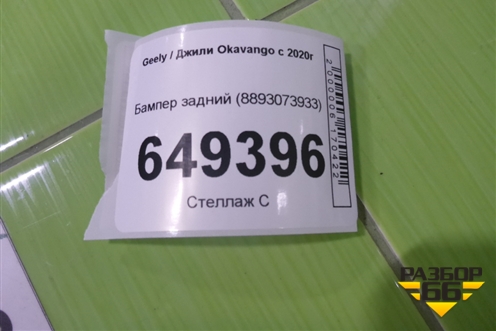 Geely / Джили Okavango с 2020г
Бампер задний (8893073933)
649396
Стеллаж С
2000006170422
РАЗБОР
66